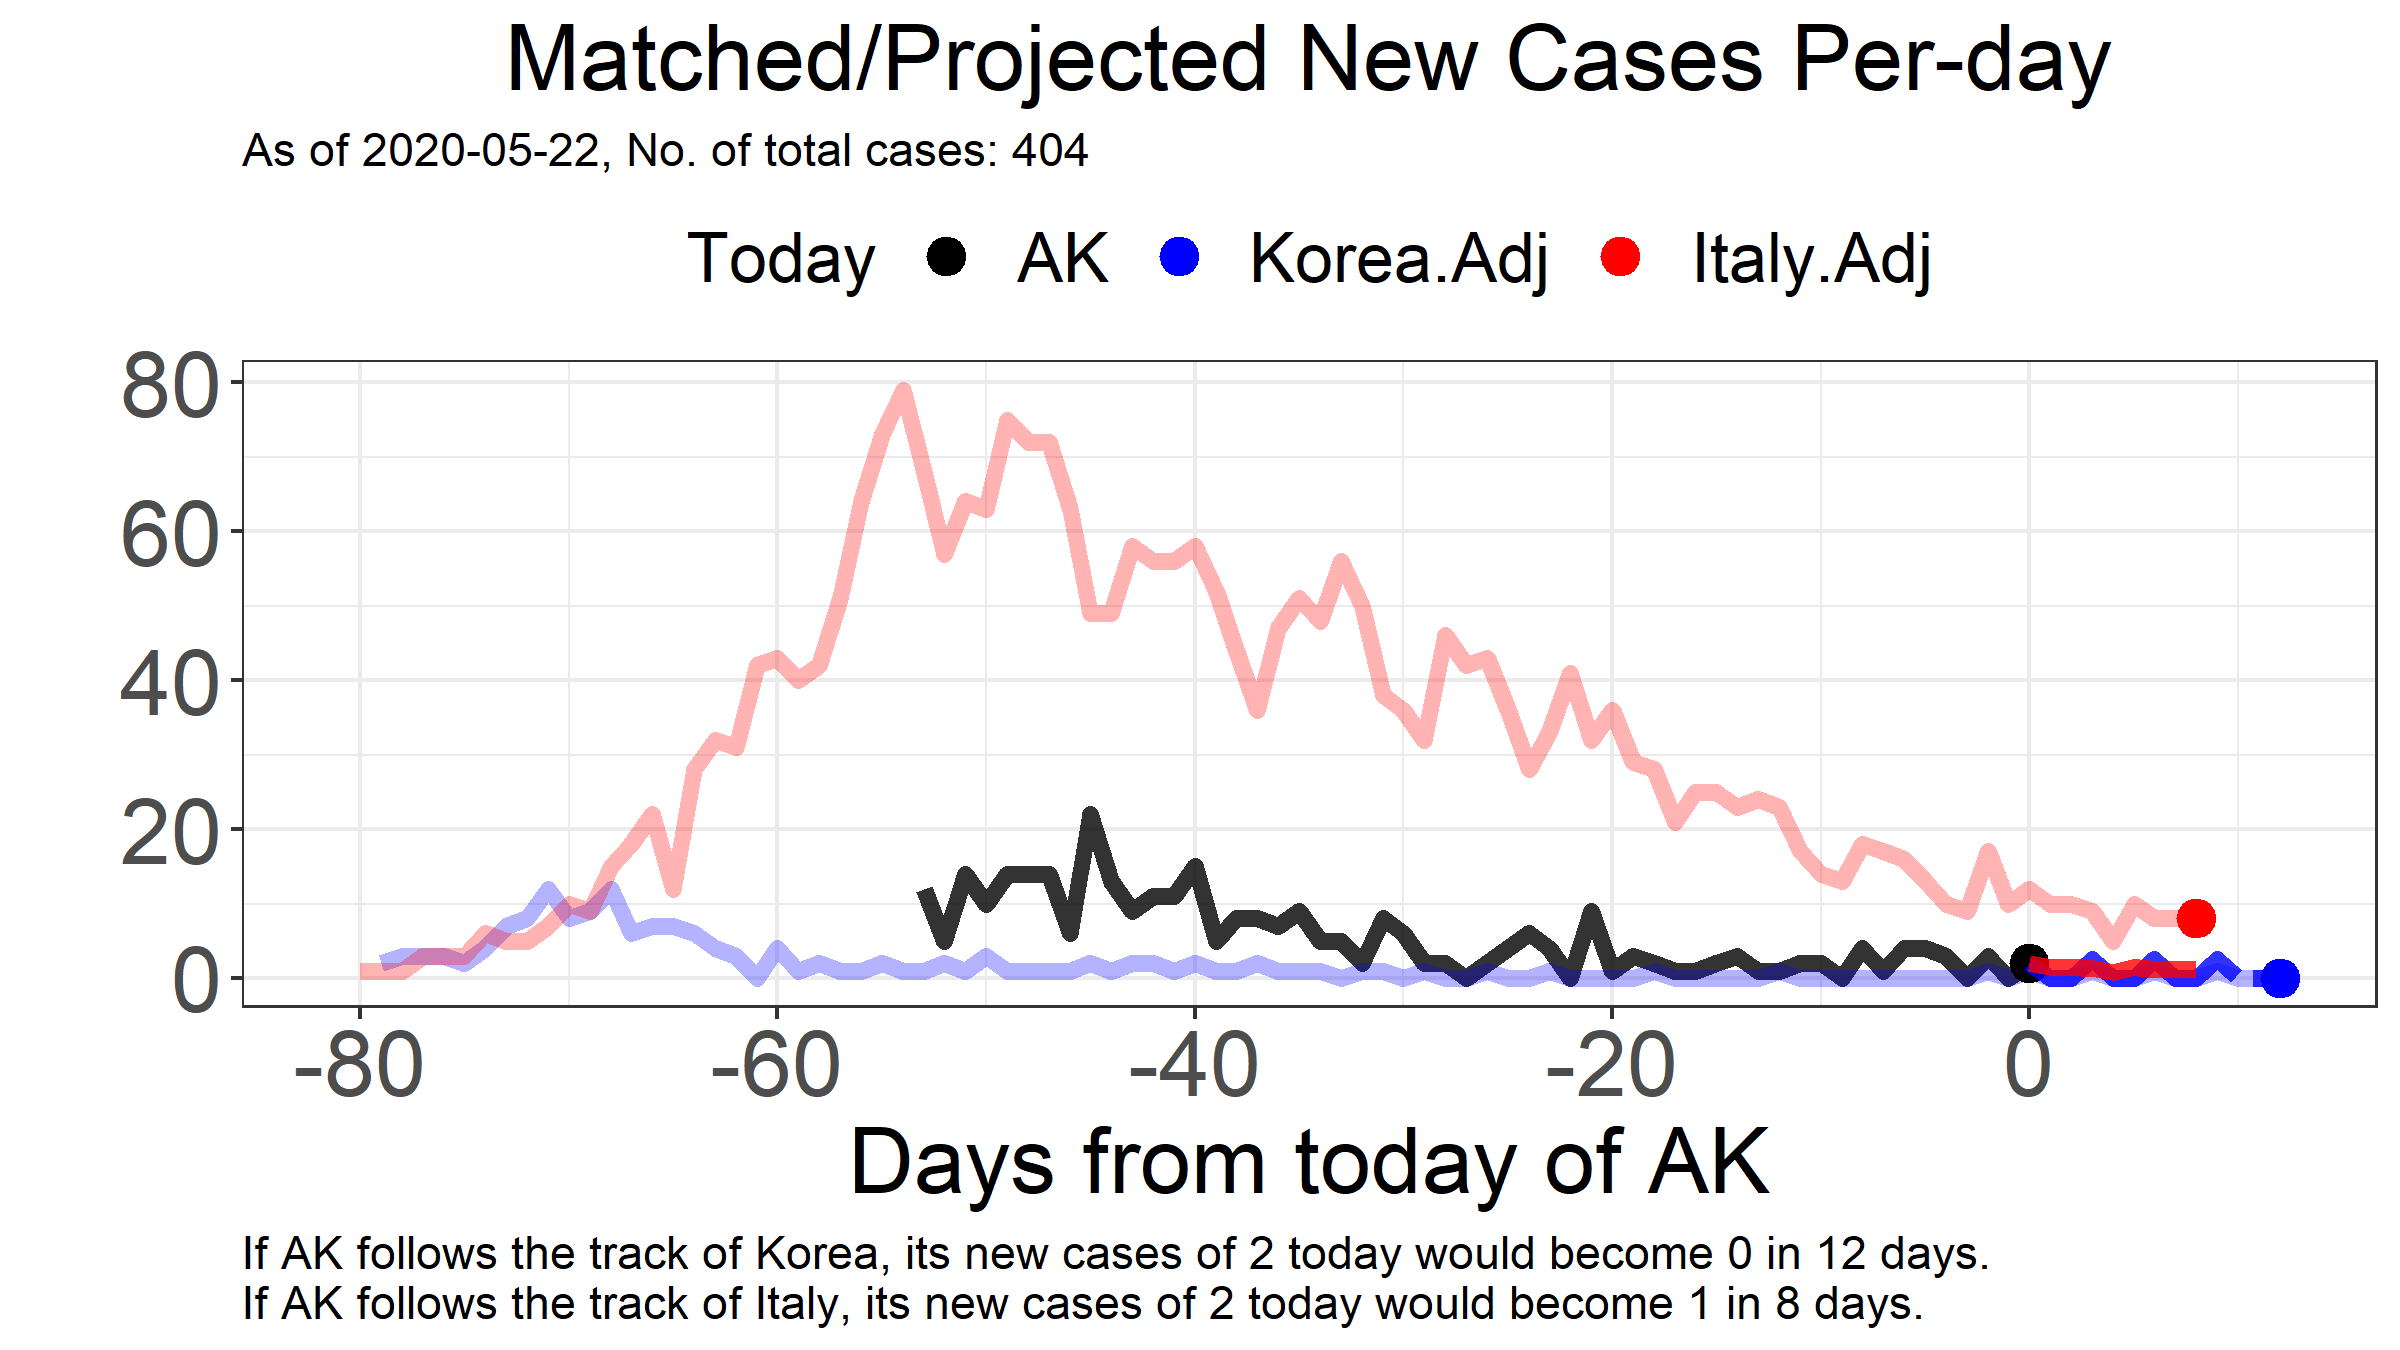 Matched/Projected New Cases Per-day
As of 2020-05-22, No. of total cases: 404
Today AK Korea.Adj Italy.Adj
80
60
40
20
0
-80 -60 -40 -20 0
Days from today of AK
If AK follows the track of Korea, its new cases of 2 today would become 0 in 12 days.
If AK follows the track of Italy, its new cases of 2 today would become 1 in 8 days.